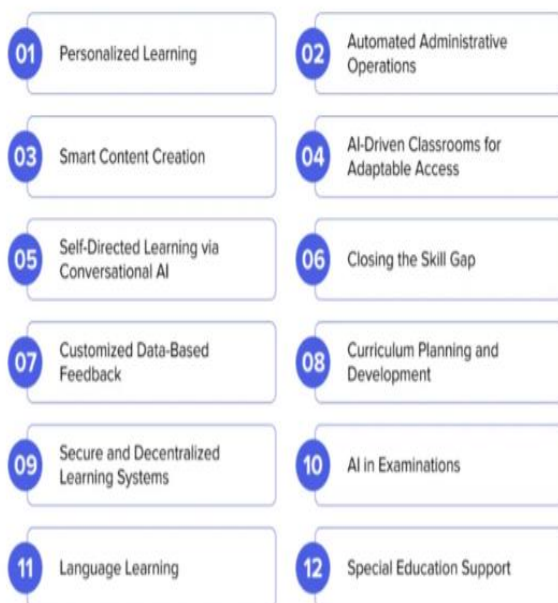 01
Personalized Learning
02
Automated Administrative
Operations
03
Smart Content Creation
04
AI-Driven Classrooms for
Adaptable Access
05
Self-Directed Learning via
Conversational AI
06
Closing the Skill Gap
07
Customized Data-Based
Feedback
08
Curriculum Planning and
Development
09
Secure and Decentralized
Learning Systems
10
AI in Examinations
11
Language Learning
12
Special Education Support